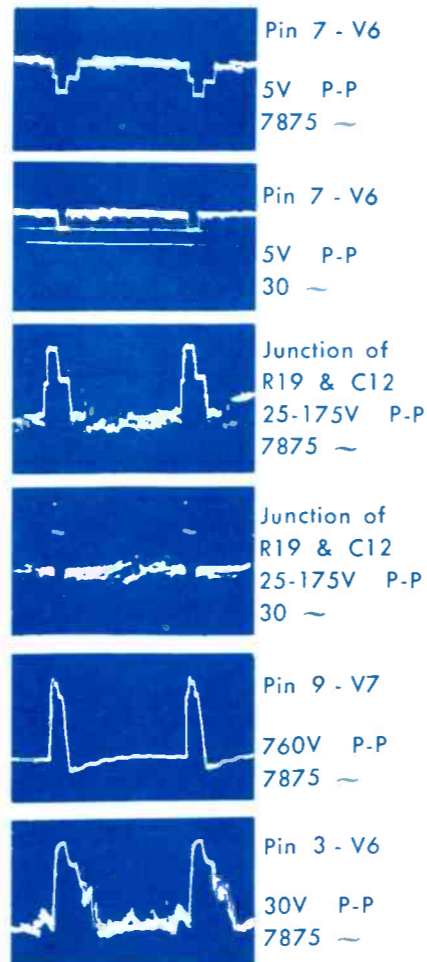 Pin 7 - V6
5V P-P
7875 ~
Pin 7 - V6
5V P-P
30 ~
Junction of
R19 & C12
25-175V P-P
7875 ~
Junction of
R19 & C12
25-175V P-P
30 ~
Pin 9 - V7
760V P-P
7875 ~
Pin 3 - V6
30V P-P
7875 ~